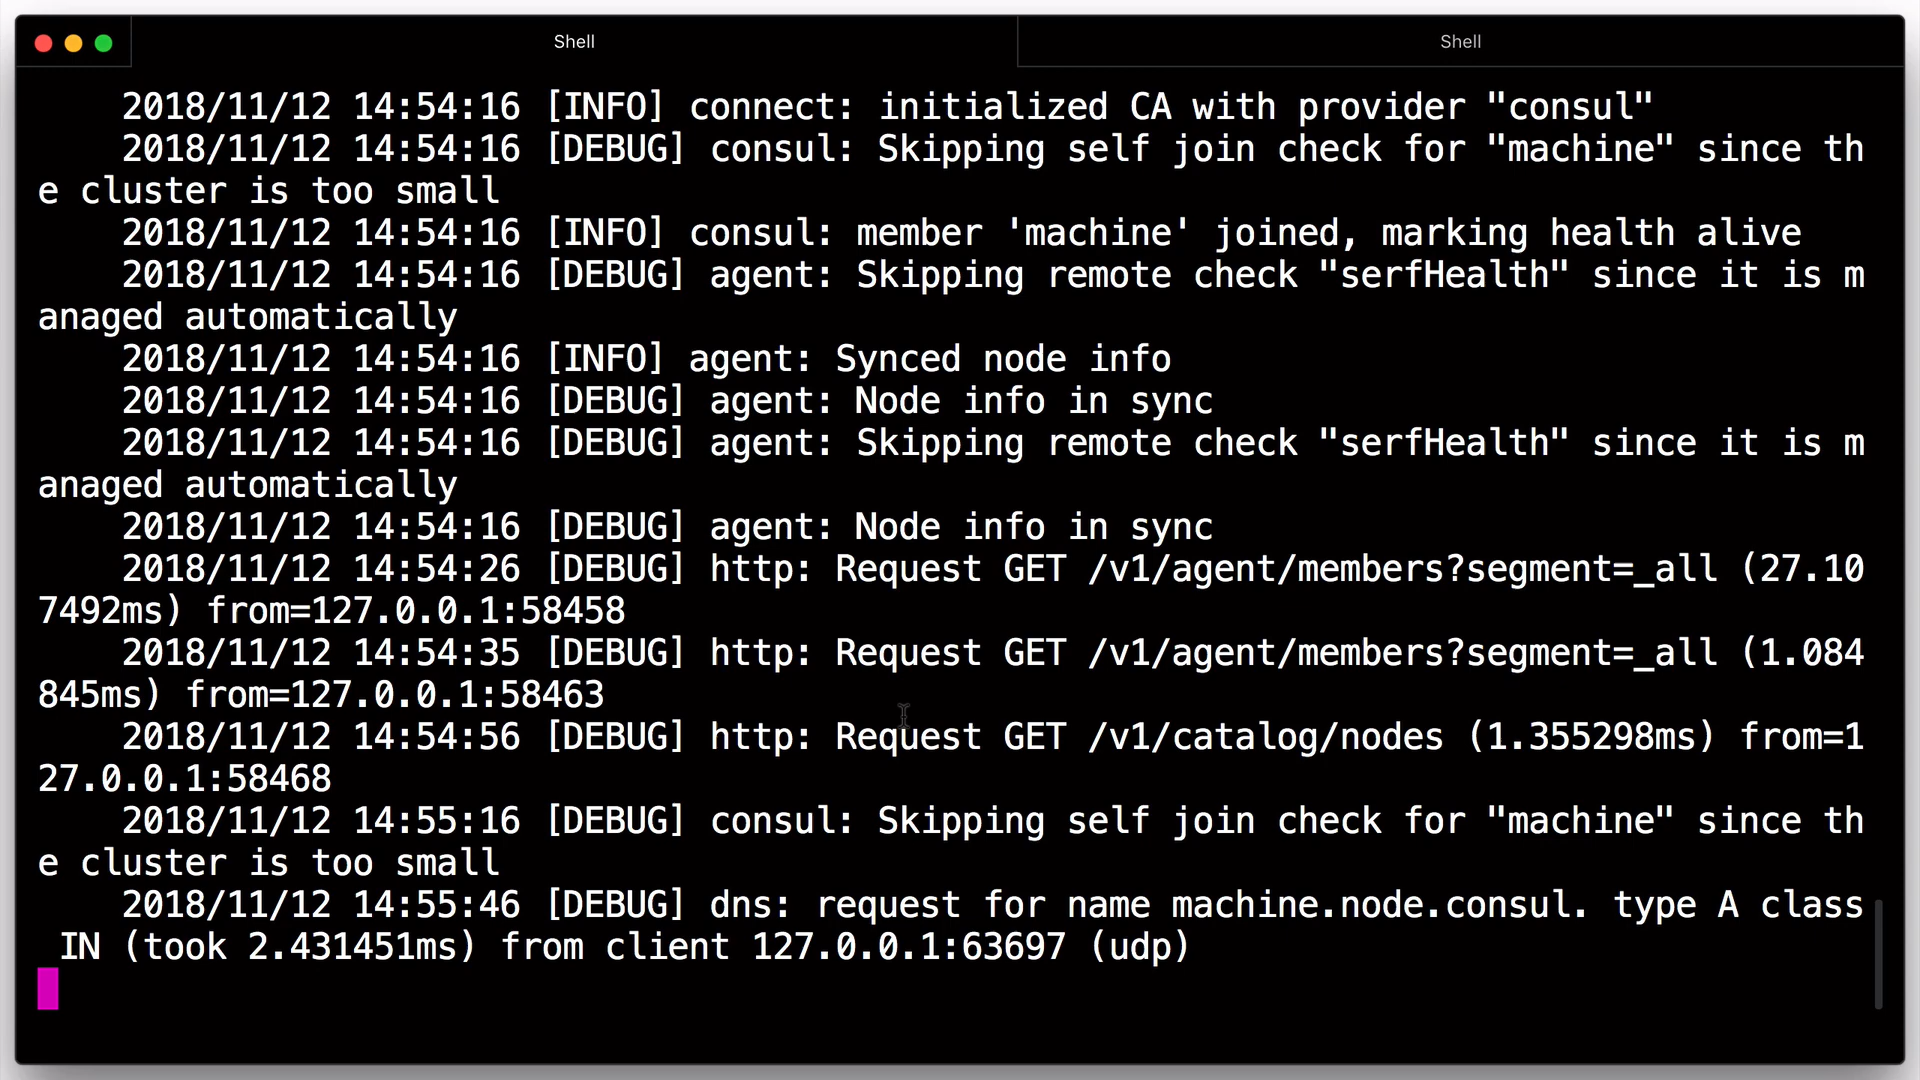 Shell
Shell
2018/11/12 14:54:16 [INFO] connect: initialized CA with provider "consul"
2018/11/12 14:54:16 [DEBUG] consul: Skipping self join check for "machine" since th
e cluster is too small
2018/11/12 14:54:16 [INFO] consul: member 'machine' joined, marking health alive
2018/11/12 14:54:16 [DEBUG] agent: Skipping remote check "serfHealth" since it is m
anaged automatically
2018/11/12 14:54:16 [INFO] agent: Synced node info
2018/11/12 14:54:16 [DEBUG] agent: Node info in sync
2018/11/12 14:54:16 [DEBUG] agent: Skipping remote check "serfHealth" since it is m
anaged automatically
2018/11/12 14:54:16 [DEBUG] agent: Node info in sync
2018/11/12 14:54:26 [DEBUG] http: Request GET /v1/agent/members?segment=_all (27.10
7492ms) from=127.0.0.1:58458
2018/11/12 14:54:35 [DEBUG] http: Request GET /v1/agent/members?segment=_all (1.084
845ms) from=127.0.0.1:58463
2018/11/12 14:54:56 [DEBUG] http: Request GET /v1/catalog/nodes (1.355298ms) from=1
27.0.0.1:58468
2018/11/12 14:55:16 [DEBUG] consul: Skipping self join check for "machine" since th
e cluster is too small
2018/11/12 14:55:46 [DEBUG] dns: request for name machine.node.consul. type A class
IN (took 2.431451ms) from client 127.0.0.1:63697 (udp)